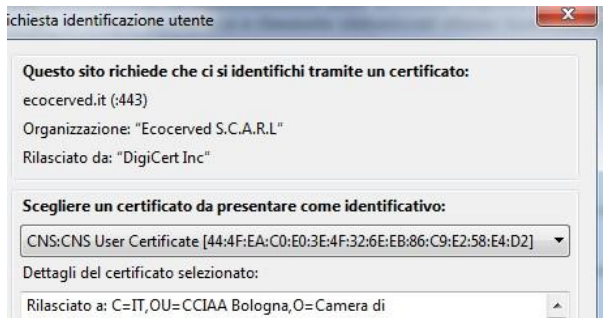 ichiesta identificazione utente
Questo sito richiede che ci si identifichi tramite un certificato:
ecocerved.it (:443)
Organizzazione: "Ecocerved S.C.A.R.L"
Rilasciato da: "DigiCert Inc"
Scegliere un certificato da presentare come identificativo:
CNS:CNS User Certificate [44:4F:EA:C0:E0:3E:4F:32:6E:EB:86:C9:E2:58:E4:D2]
Dettagli del certificato selezionato:
Rilasciato a: C=IT,OU=CCIAA Bologna,O=Camera di